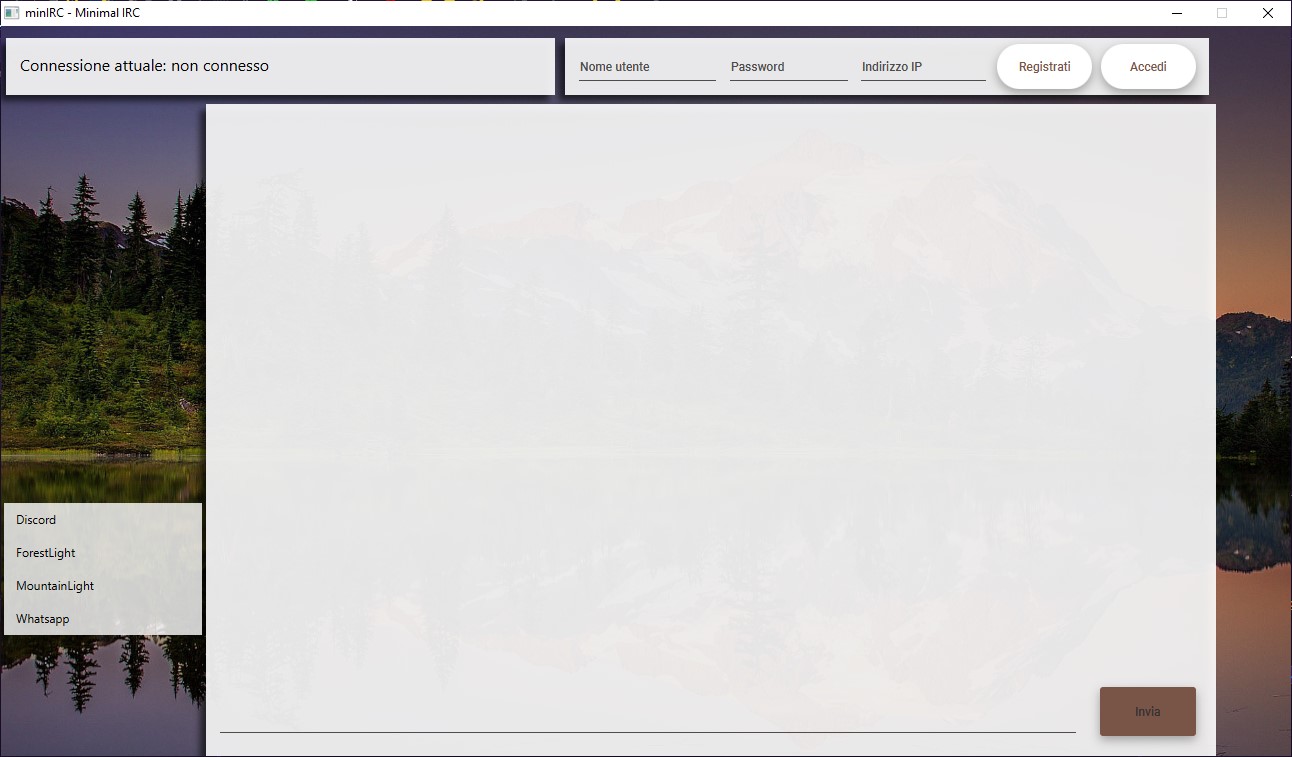 minIRC - Minimal IRC
Connessione attuale: non connesso
Nome utente
Password
Indirizzo IP
Registrati
Accedi
Discord
ForestLight
MountainLight
Whatsapp
Invia